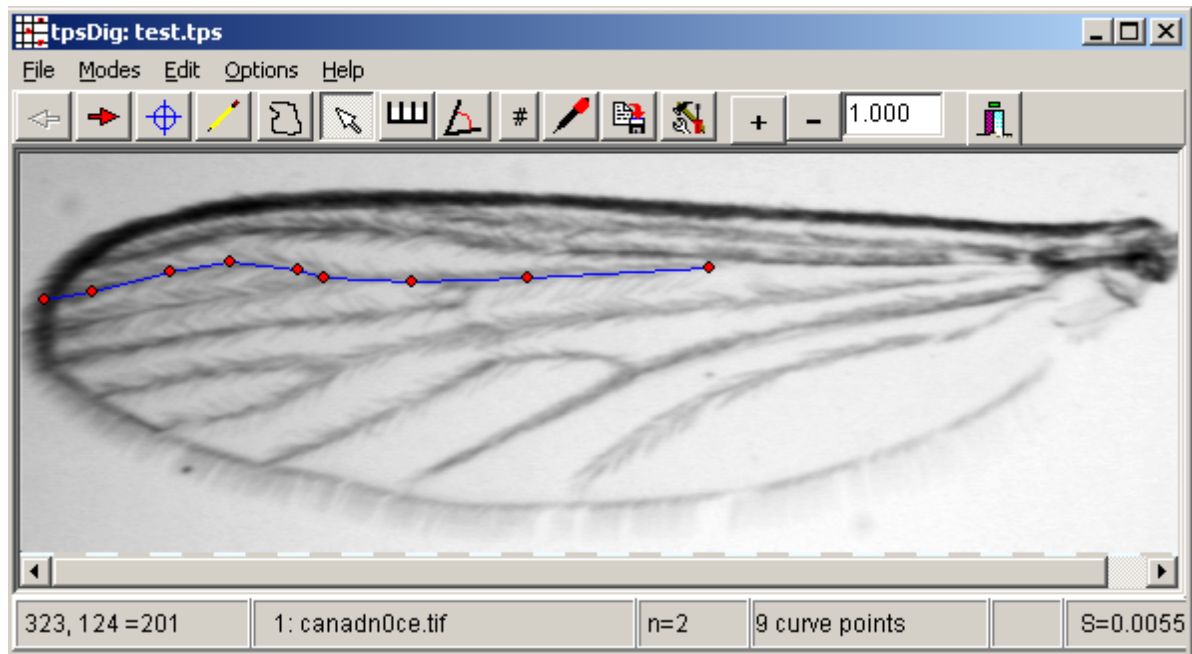 tpsDig: test.tps
File Modes Edit Options Help
# + - 1.000
323, 124 =201 1: canadn0ce.tif n=2 9 curve points S=0.0055